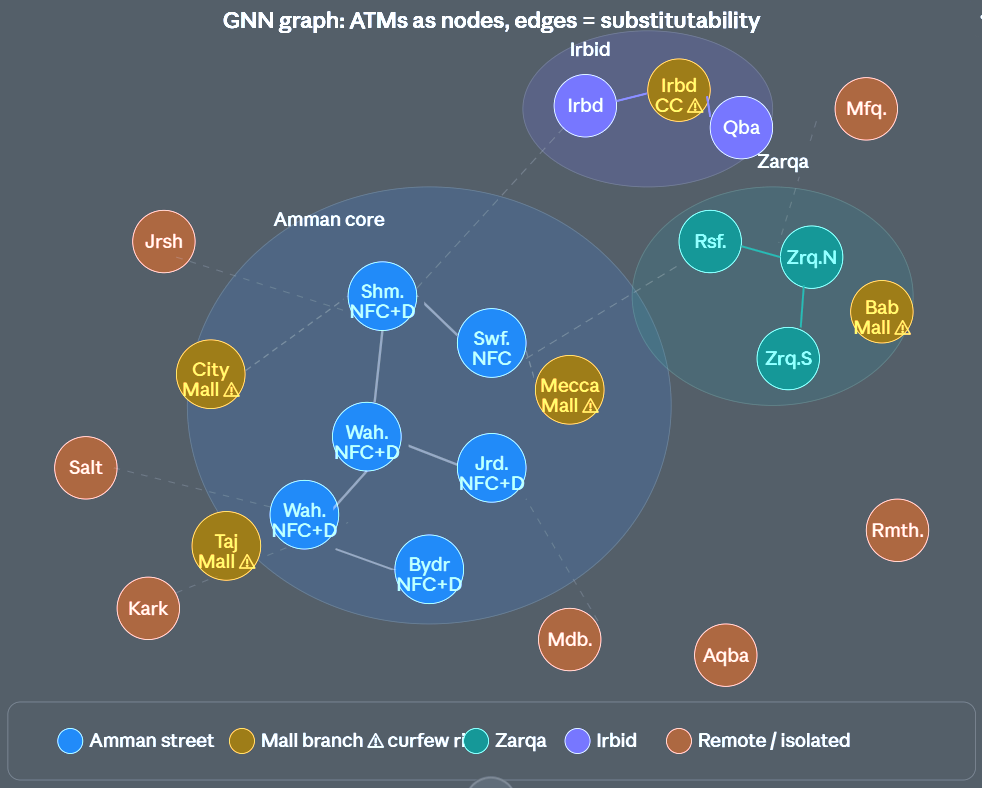 GNN graph: ATMs as nodes, edges = substitutability
Irbid
Irbd
Irbd
CC ⚠
Qba
Mfq.
Zarqa
Amman core
Jrsh
Rsf.
Zrq.N
Shm.
NFC+D
Bab
Mall ⚠
Swf.
NFC
Zrq.S
City
Mall ⚠
Mecca
Mall ⚠
Wah.
NFC+D
Jrd.
NFC+D
Salt
Wah.
NFC+D
Rmth.
Taj
Mall ⚠
Bydr
NFC+D
Kark
Mdb.
Aqba
Amman street
Mall branch ⚠ curfew ri
Zarqa
Irbid
Remote / isolated